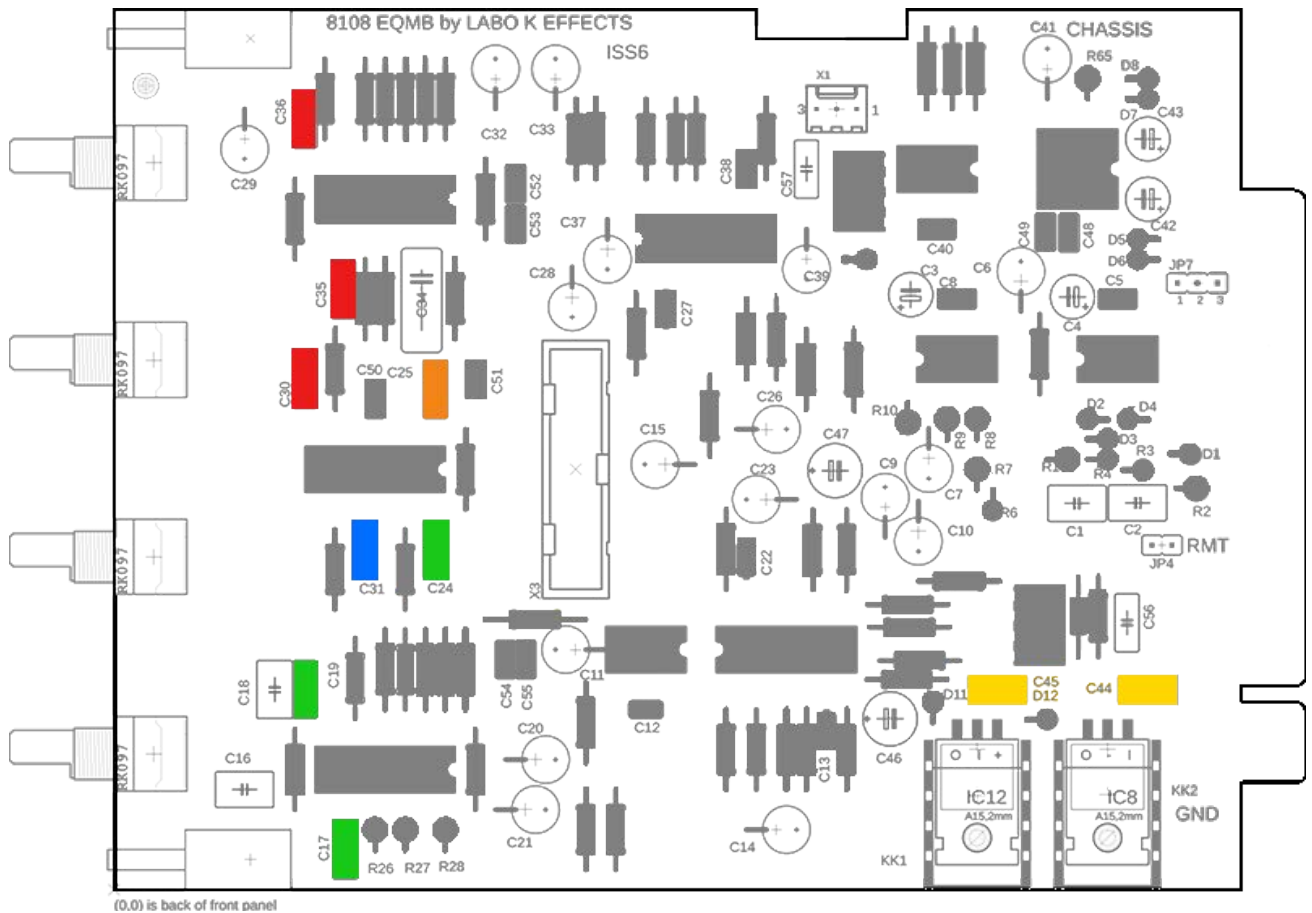 8108 EQMB by LABO K EFFECTS
ISS6
C41
CHASSIS
R65
D8
X1
3
1
C36
C32
C33
D7
C43
C29
RK097
C38
C57
C52
C53
C37
C49
C48
C42
C40
D5
D6
JP7
1 2 3
C28
C39
C3
C8
C6
C5
C4
C35
C34
C27
RK097
C30
C50
C25
C51
C26
R10
R9
R8
D2
D4
D3
C15
C47
C23
C9
C7
R7
R1
R4
R3
D1
R2
R6
C1
C2
C10
RMT
JP4
RK097
C31
C24
C22
X3
C56
C18
C19
C54
C55
C11
C12
D11
C45
D12
C44
RK097
C16
C20
C13
C46
O
+
O
-
I
IC12
IC8
KK2
GND
A15,2mm
A15,2mm
C21
C14
KK1
C17
R26
R27
R28
(0,0) is back of front panel